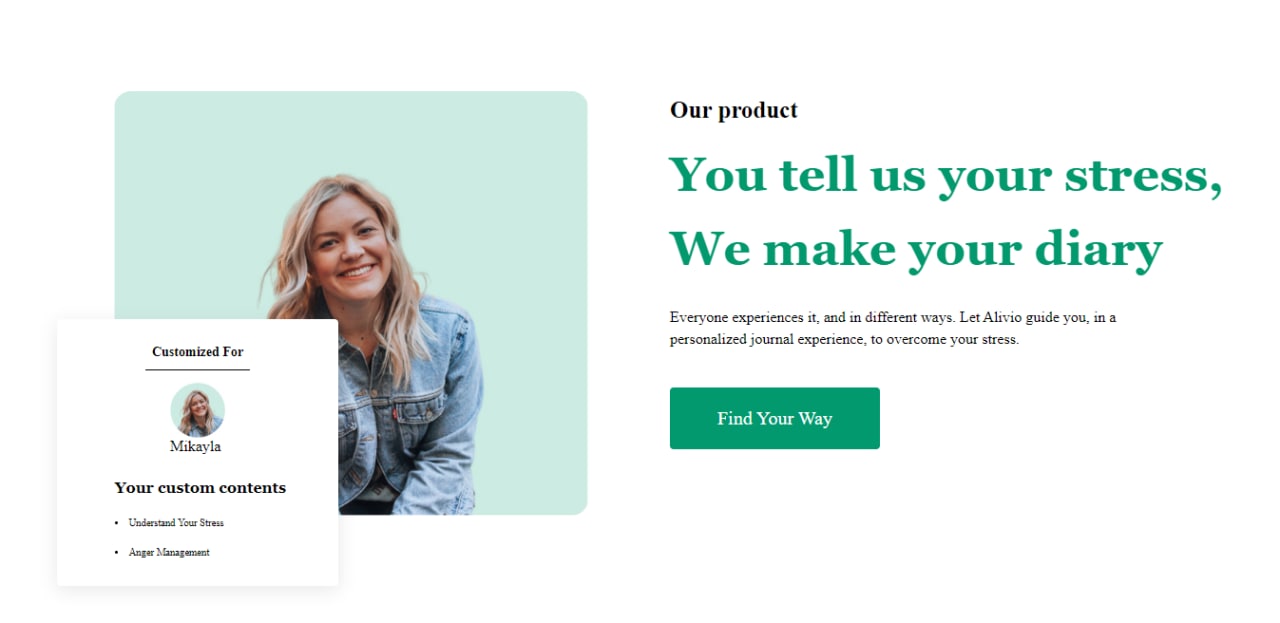 Our product
You tell us your stress,
We make your diary
Everyone experiences it, and in different ways. Let Alivio guide you, in a
personalized journal experience, to overcome your stress.
Find Your Way
Customized For
Mikayla
Your custom contents
• Understand Your Stress
• Anger Management